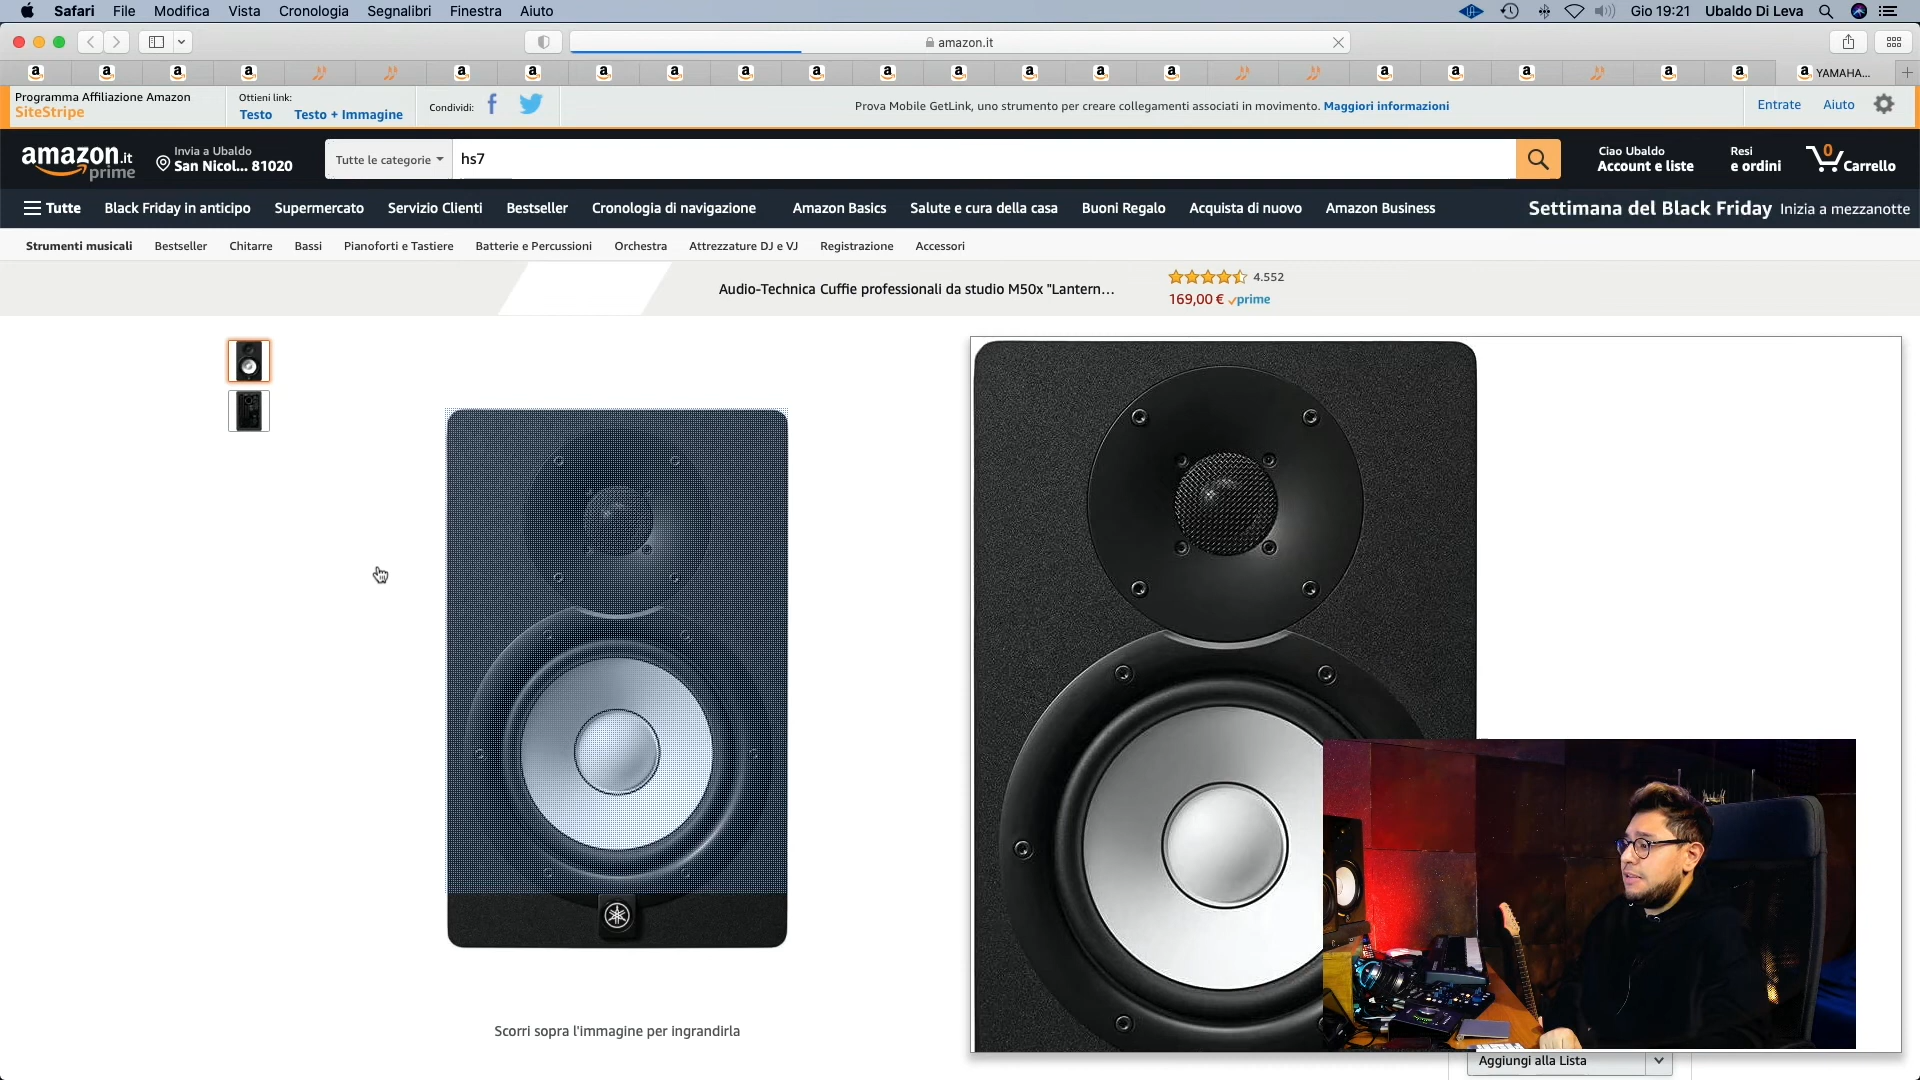 Safari File Modifica Vista Cronologia Segnalibri Finestra Aiuto Gio 19:21 Ubaldo Di Leva
amazon.it
a a a a a a a a a a a a a a a a a a a a YAMAHA...
Programma Affiliazione Amazon
SiteStripe
Ottieni link:
Testo Testo + Immagine
Condividi:
Prova Mobile GetLink, uno strumento per creare collegamenti associati in movimento. Maggiori informazioni
Entrate Aiuto
amazon.it
prime
Invia a Ubaldo
San Nicol... 81020
Tutte le categorie
hs7
Ciao Ubaldo
Account e liste
Resi
e ordini
0
Carrello
Tutte Black Friday in anticipo Supermercato Servizio Clienti Bestseller Cronologia di navigazione Amazon Basics Salute e cura della casa Buoni Regalo Acquista di nuovo Amazon Business Settimana del Black Friday Inizia a mezzanotte
Strumenti musicali Bestseller Chitarre Bassi Pianoforti e Tastiere Batterie e Percussioni Orchestra Attrezzature DJ e VJ Registrazione Accessori
Audio-Technica Cuffie professionali da studio M50x "Lantern...
4.552
169,00 € prime
Scorri sopra l'immagine per ingrandirla
Aggiungi alla Lista